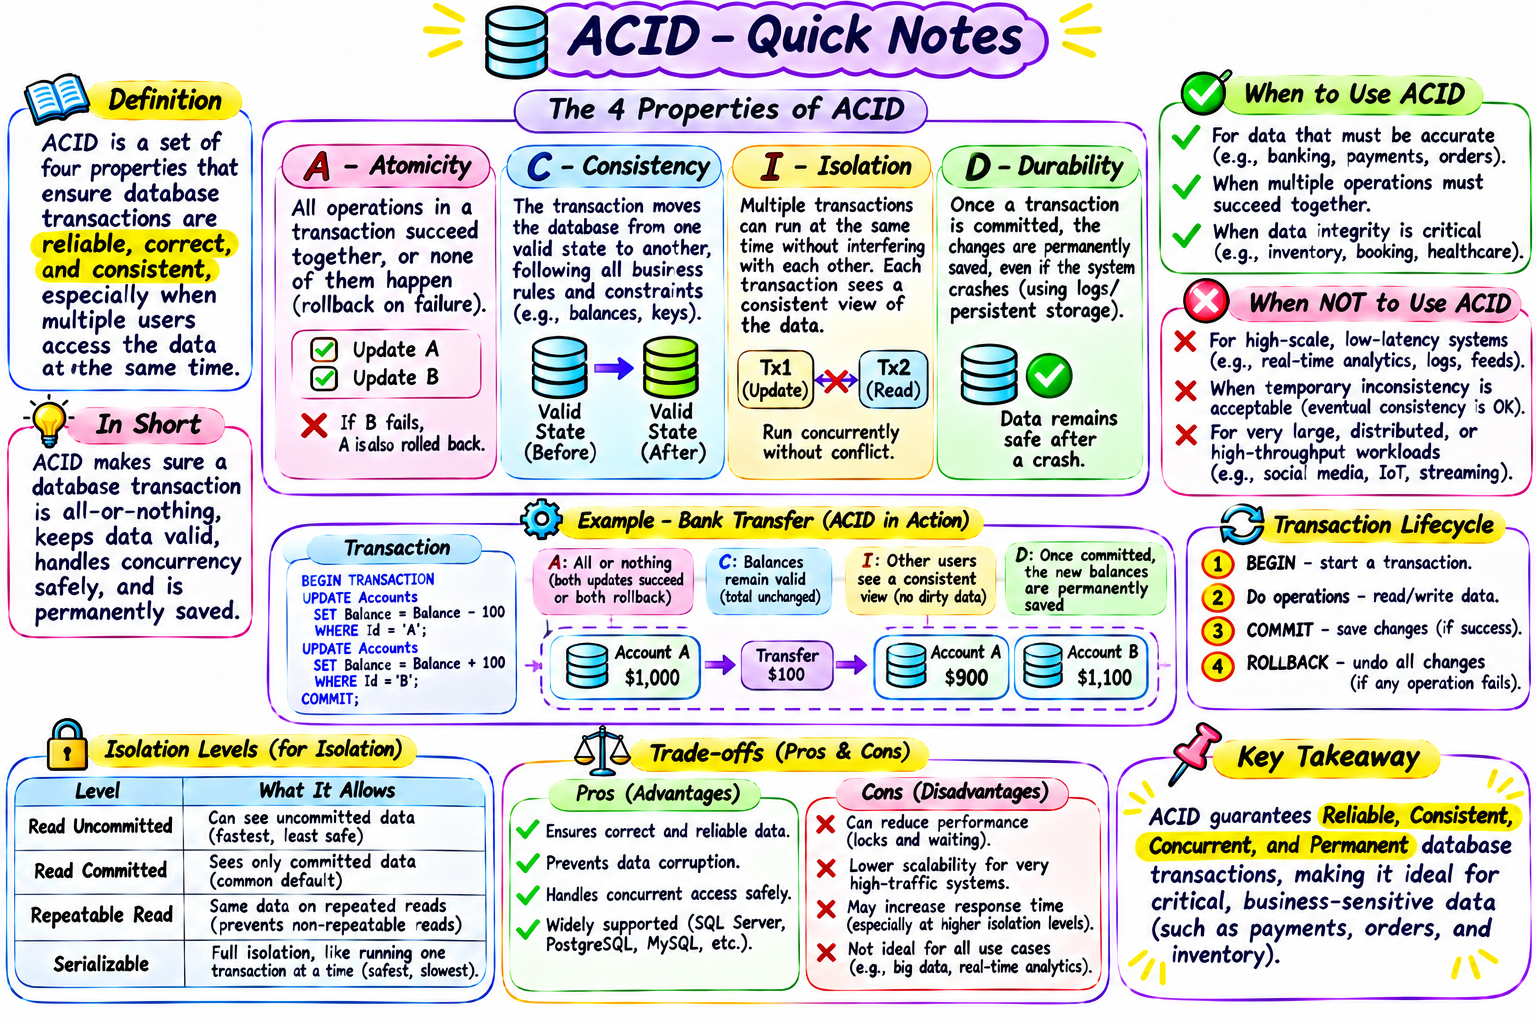 ACID – Quick Notes
Definition
ACID is a set of
four properties that
ensure database
transactions are
reliable, correct,
and consistent,
especially when
multiple users
access the data
at the same time.
In Short
ACID makes sure a
database transaction
is all-or-nothing,
keeps data valid,
handles concurrency
safely, and is
permanently saved.
The 4 Properties of ACID
A – Atomicity
All operations in a
transaction succeed
together, or none
of them happen
(rollback on failure).
Update A
Update B
If B fails,
A is also rolled back.
C – Consistency
The transaction moves
the database from one
valid state to another,
following all business
rules and constraints
(e.g., balances, keys).
Valid
State
(Before)
Valid
State
(After)
I – Isolation
Multiple transactions
can run at the same
time without interfering
with each other. Each
transaction sees a
consistent view of
the data.
Tx1
(Update)
Tx2
(Read)
Run concurrently
without conflict.
D – Durability
Once a transaction
is committed, the
changes are permanently
saved, even if the system
crashes (using logs/
persistent storage).
Data remains
safe after
a crash.
When to Use ACID
For data that must be accurate
(e.g., banking, payments, orders).
When multiple operations must
succeed together.
When data integrity is critical
(e.g., inventory, booking, healthcare).
When NOT to Use ACID
For high-scale, low-latency systems
(e.g., real-time analytics, logs, feeds).
When temporary inconsistency is
acceptable (eventual consistency is OK).
For very large, distributed, or
high-throughput workloads
(e.g., social media, IoT, streaming).
Example – Bank Transfer (ACID in Action)
Transaction
BEGIN TRANSACTION
UPDATE Accounts
SET Balance = Balance - 100
WHERE Id = 'A';
UPDATE Accounts
SET Balance = Balance + 100
WHERE Id = 'B';
COMMIT;
A: All or nothing
(both updates succeed
or both rollback)
C: Balances
remain valid
(total unchanged)
I: Other users
see a consistent
view (no dirty data)
D: Once committed,
the new balances
are permanently
saved
Account A
$1,000
Transfer
$100
Account A
$900
Account B
$1,100
Transaction Lifecycle
1 BEGIN – start a transaction.
2 Do operations – read/write data.
3 COMMIT – save changes (if success).
4 ROLLBACK – undo all changes
(if any operation fails).
Isolation Levels (for Isolation)
Level What It Allows
Read Uncommitted Can see uncommitted data
(fastest, least safe)
Read Committed Sees only committed data
(common default)
Repeatable Read Same data on repeated reads
(prevents non-repeatable reads)
Serializable Full isolation, like running one
transaction at a time (safest, slowest).
Trade-offs (Pros & Cons)
Pros (Advantages)
Ensures correct and reliable data.
Prevents data corruption.
Handles concurrent access safely.
Widely supported (SQL Server,
PostgreSQL, MySQL, etc.).
Cons (Disadvantages)
Can reduce performance
(locks and waiting).
Lower scalability for very
high-traffic systems.
May increase response time
(especially at higher isolation levels).
Not ideal for all use cases
(e.g., big data, real-time analytics).
Key Takeaway
ACID guarantees Reliable, Consistent,
Concurrent, and Permanent database
transactions, making it ideal for
critical, business-sensitive data
(such as payments, orders, and
inventory).